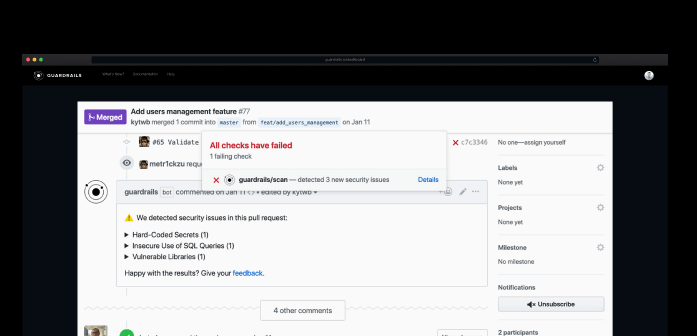 guardrails.io/dashboard
GUARDRAILS
What's New?
Documentation
Help
Merged
Add users management feature #77
kytwb merged 1 commit into master from feat/add_users_management on Jan 11
#65 Validate
All checks have failed
1 failing check
guardrails/scan — detected 3 new security issues
Details
c7c3346
metr1ckzu reque
guardrails bot commented on Jan 11 • edited by kytwb
We detected security issues in this pull request:
Hard-Coded Secrets (1)
Insecure Use of SQL Queries (1)
Vulnerable Libraries (1)
Happy with the results? Give your feedback.
4 other comments
No one—assign yourself
Labels
None yet
Projects
None yet
Milestone
No milestone
Notifications
Unsubscribe
2 participants